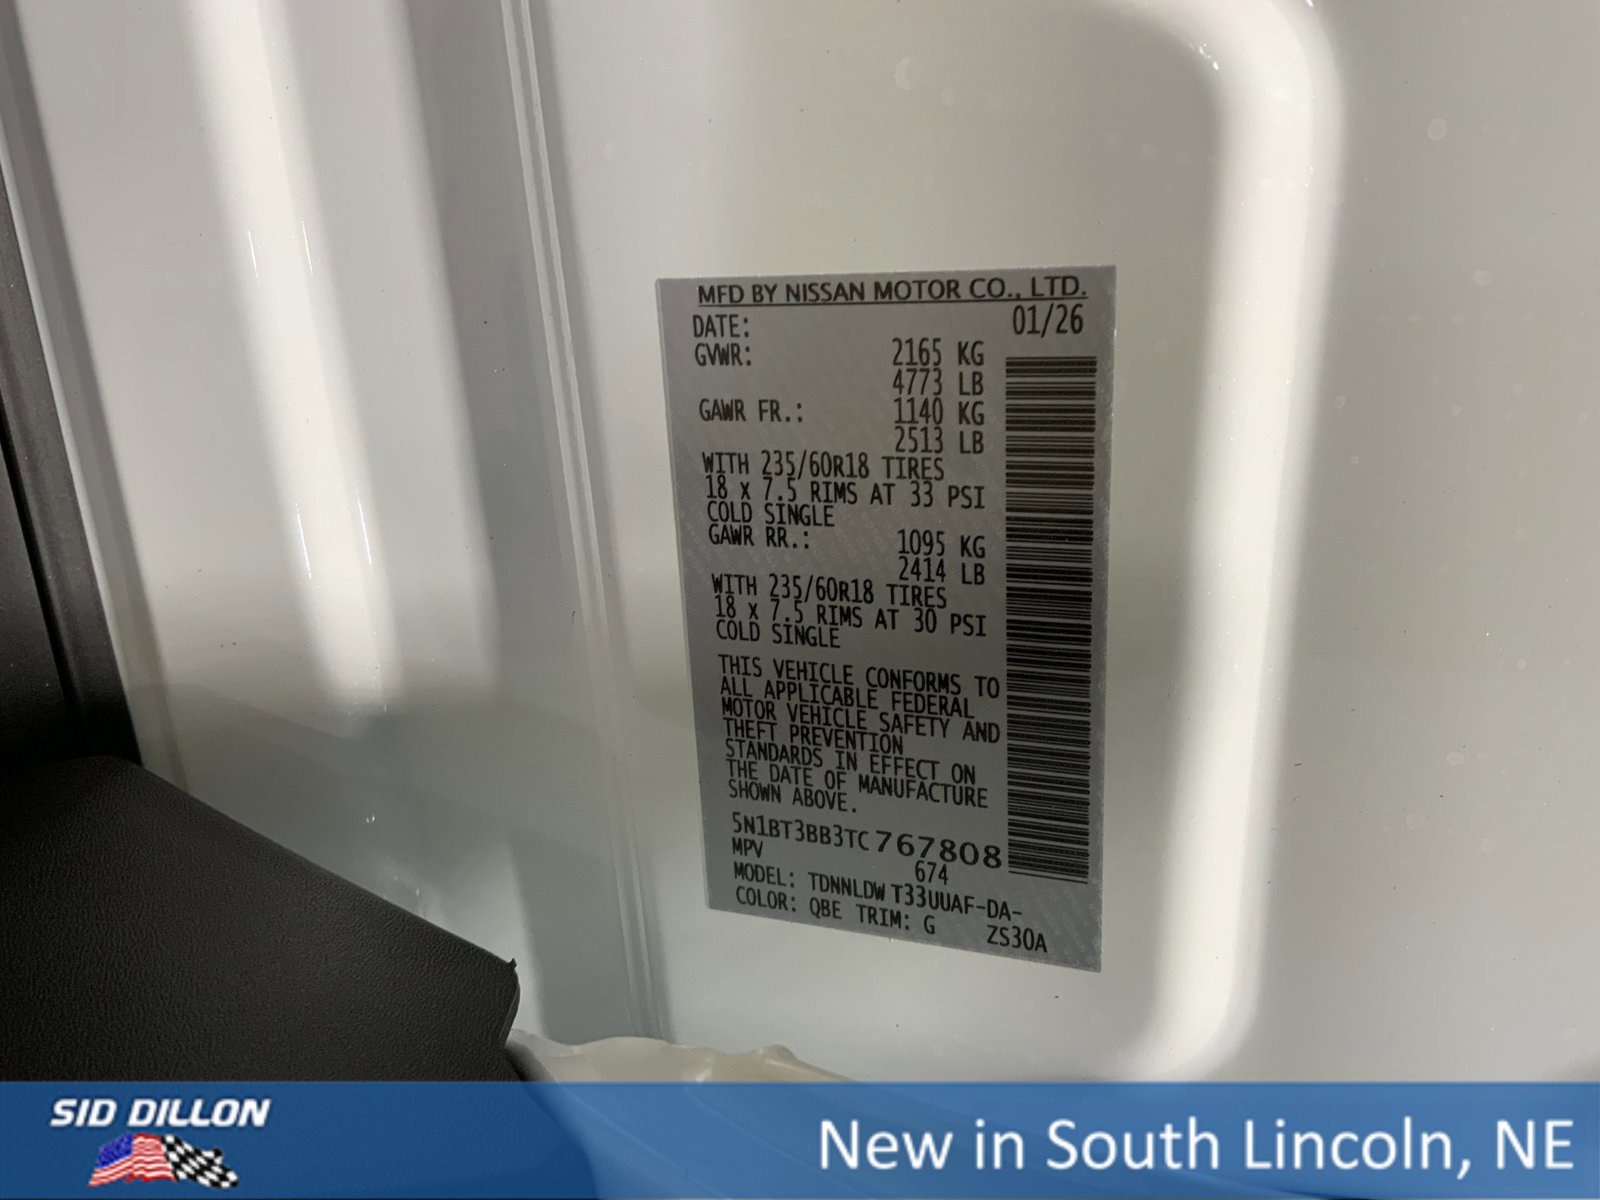 MFD BY NISSAN MOTOR CO., LTD.
DATE: 01/26
GVWR: 2165 KG
4773 LB
GAWR FR.: 1140 KG
2513 LB
WITH 235/60R18 TIRES
18 x 7.5 RIMS AT 33 PSI
COLD SINGLE
GAWR RR.: 1095 KG
2414 LB
WITH 235/60R18 TIRES
18 x 7.5 RIMS AT 30 PSI
COLD SINGLE
THIS VEHICLE CONFORMS TO
ALL APPLICABLE FEDERAL
MOTOR VEHICLE SAFETY AND
THEFT PREVENTION
STANDARDS IN EFFECT ON
THE DATE OF MANUFACTURE
SHOWN ABOVE.
5N1BT3BB3TC767808
MPV 674
MODEL: TDNNLDW T33UUAF-DA-
COLOR: QBE TRIM: G ZS30A
SID DILLON
New in South Lincoln, NE